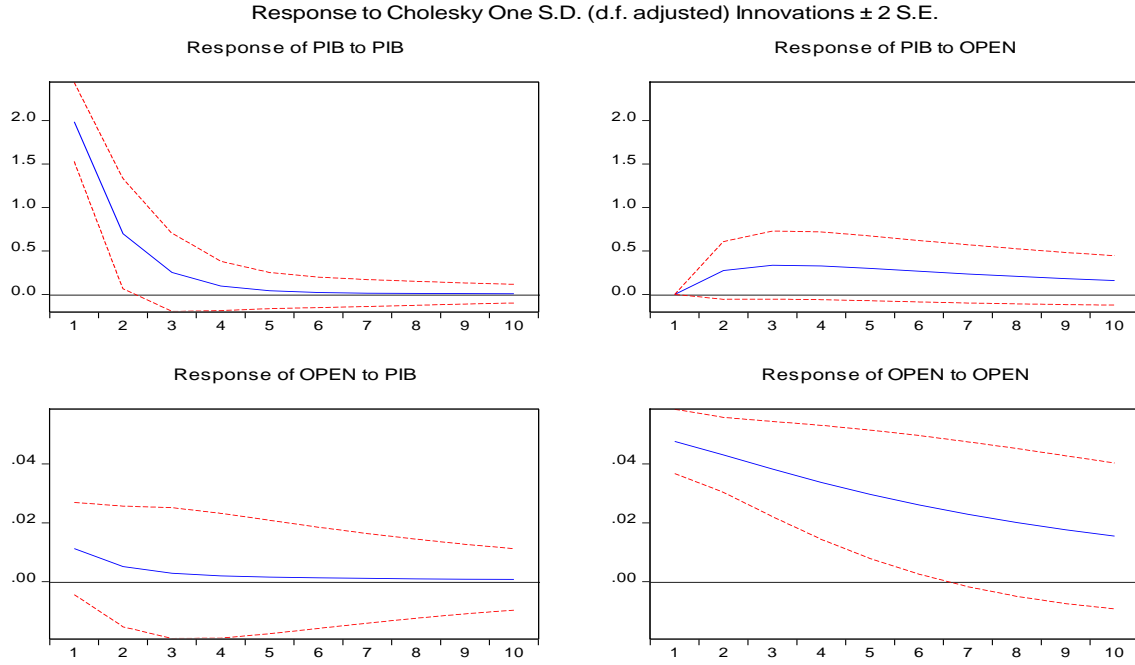 Response to Cholesky One S.D. (d.f. adjusted) Innovations ± 2 S.E.
Response of PIB to PIB
2.0
1.5
1.0
0.5
0.0
1 2 3 4 5 6 7 8 9 10
Response of PIB to OPEN
2.0
1.5
1.0
0.5
0.0
1 2 3 4 5 6 7 8 9 10
Response of OPEN to PIB
.04
.02
.00
1 2 3 4 5 6 7 8 9 10
Response of OPEN to OPEN
.04
.02
.00
1 2 3 4 5 6 7 8 9 10